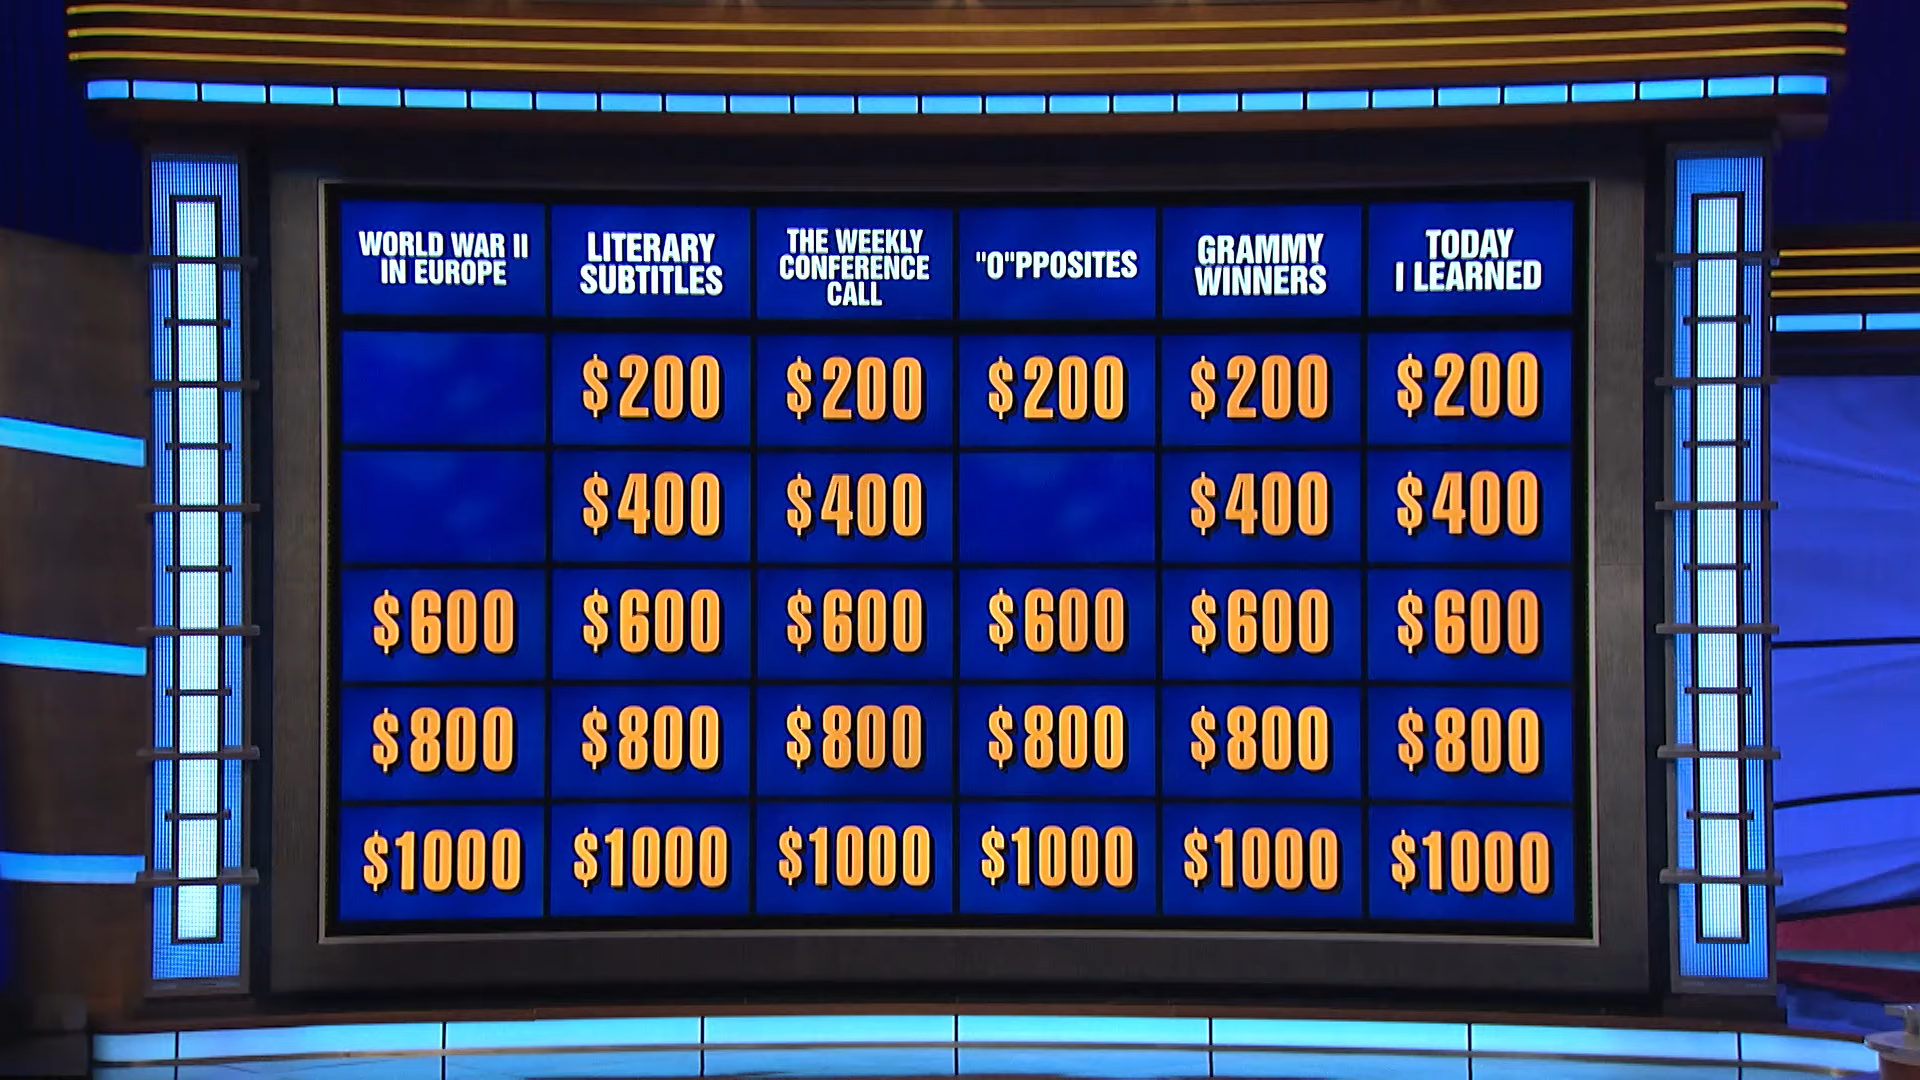 WORLD WAR II
IN EUROPE
LITERARY
SUBTITLES
THE WEEKLY
CONFERENCE
CALL
"O"PPOSITES
GRAMMY
WINNERS
TODAY
I LEARNED
$200 $200 $200 $200 $200
$400 $400 $400 $400
$600 $600 $600 $600 $600 $600
$800 $800 $800 $800 $800 $800
$1000 $1000 $1000 $1000 $1000 $1000